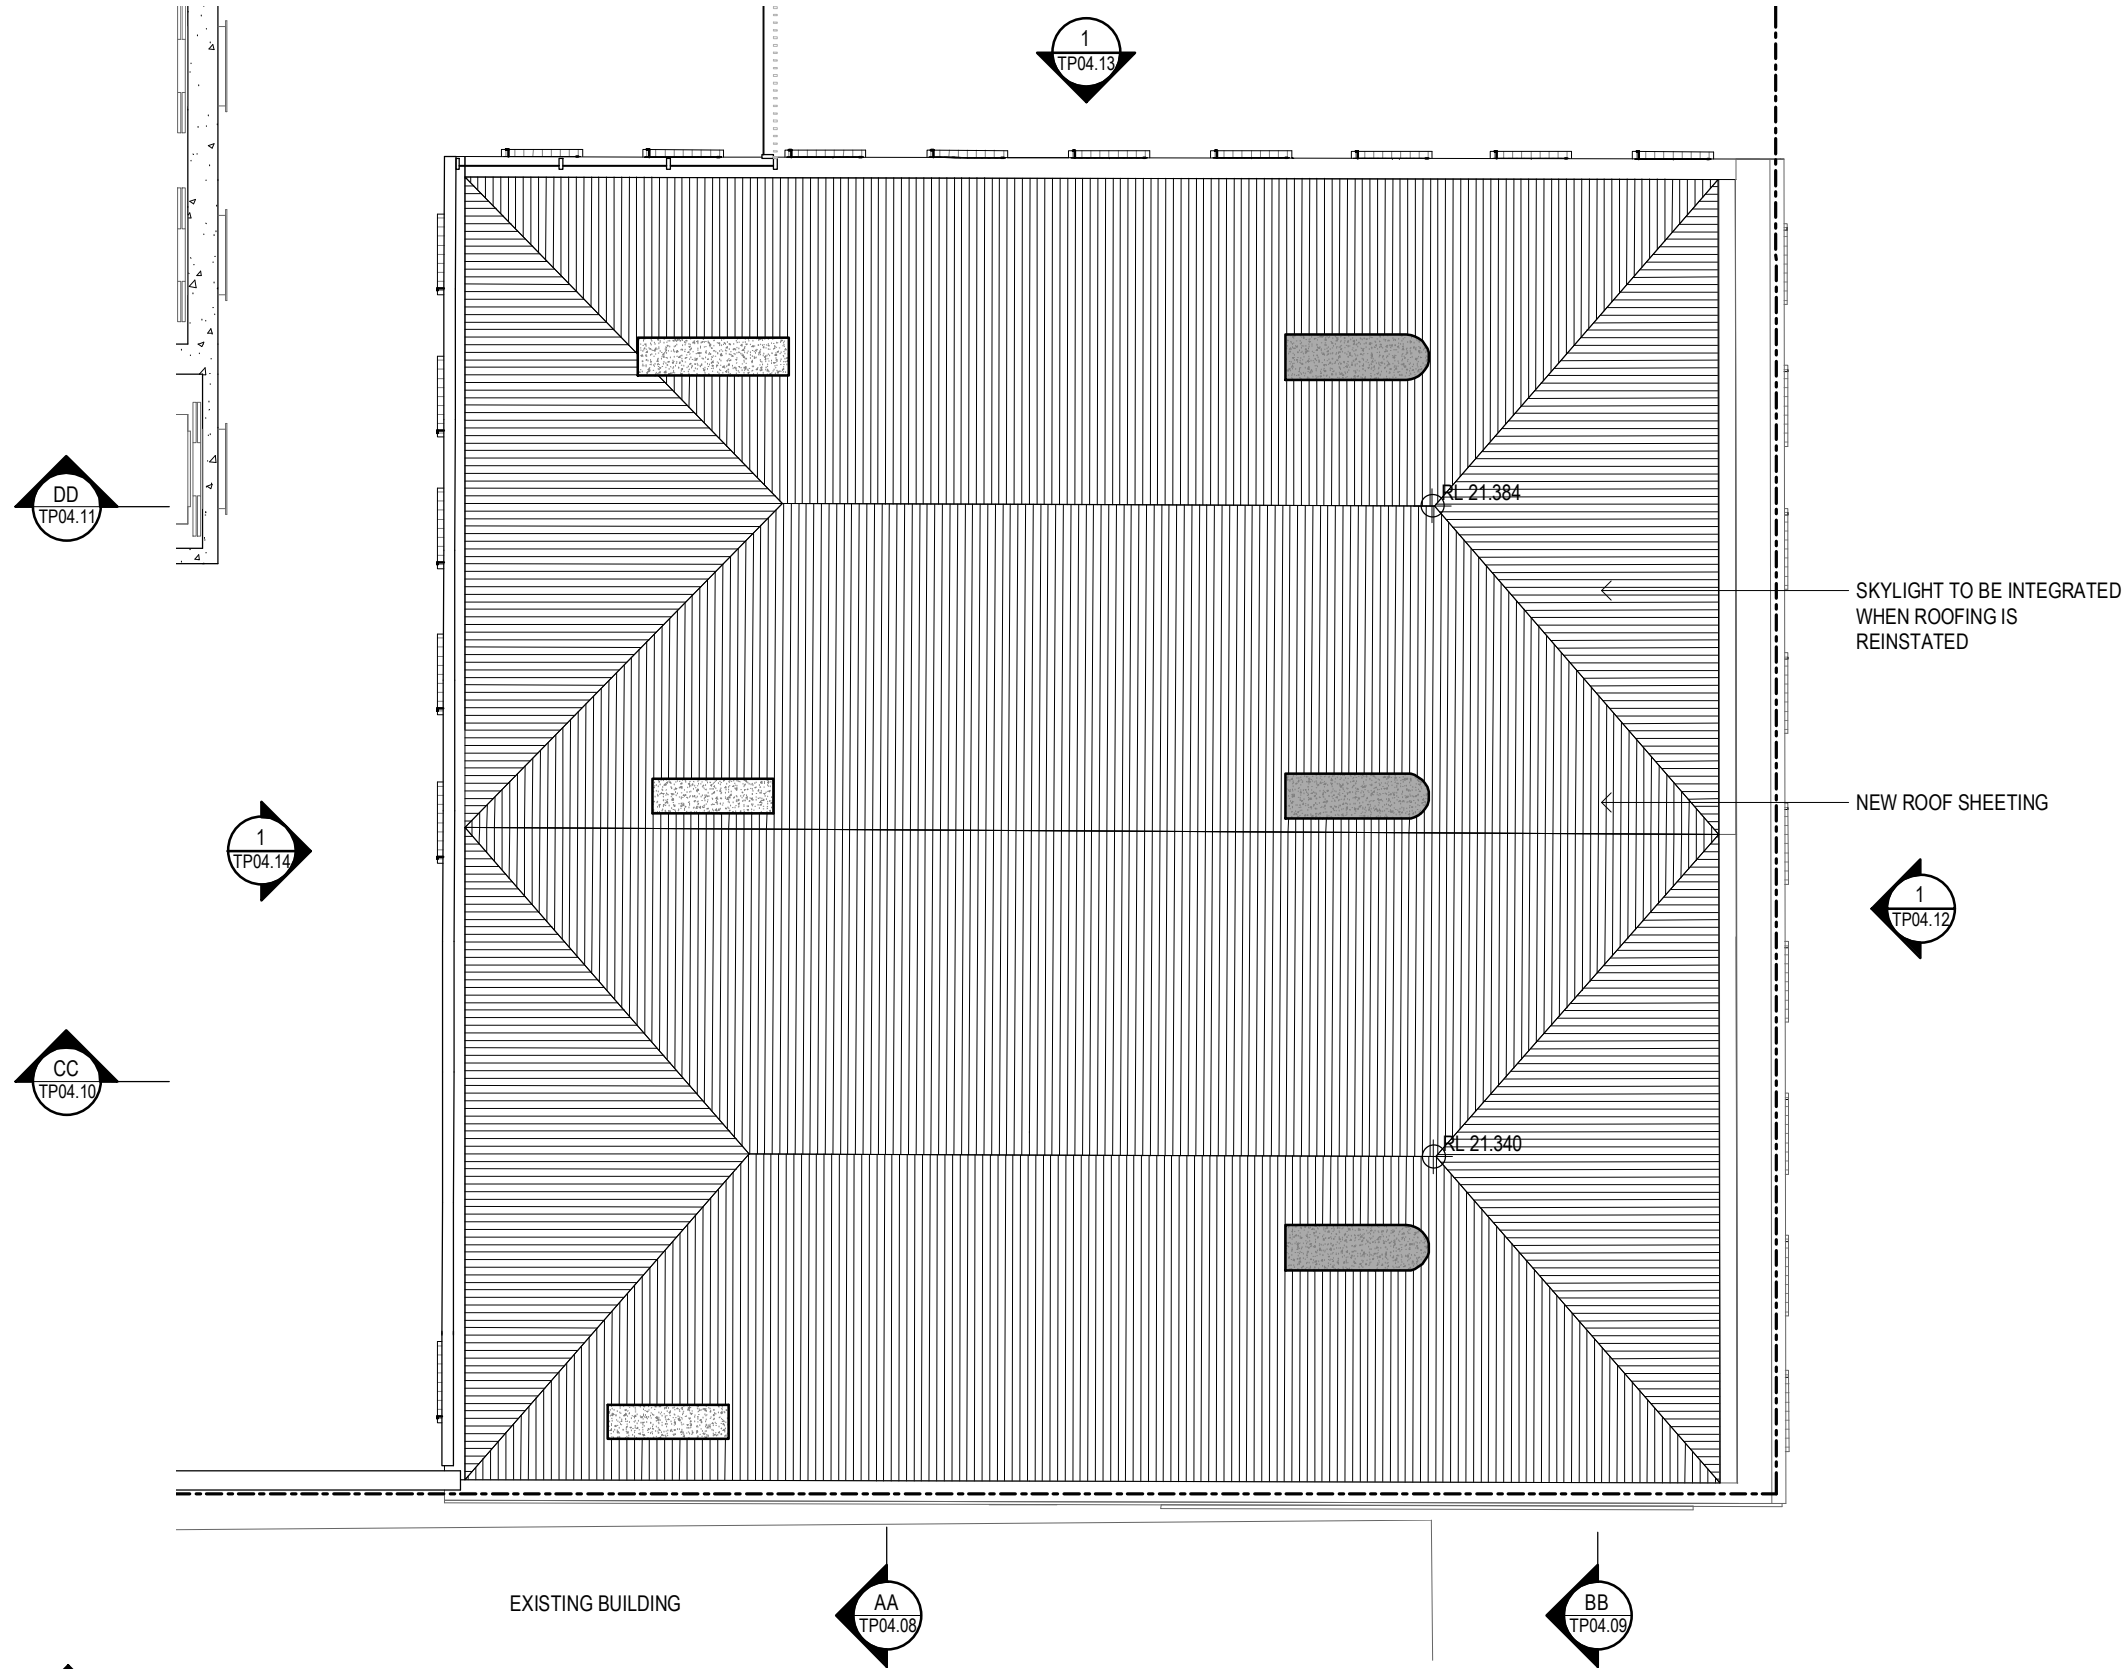 1
TP04.13
DD
TP04.11
RL 21.384
SKYLIGHT TO BE INTEGRATED
WHEN ROOFING IS
REINSTATED
NEW ROOF SHEETING
1
TP04.14
1
TP04.12
CC
TP04.10
RL 21.340
EXISTING BUILDING
AA
TP04.08
BB
TP04.09